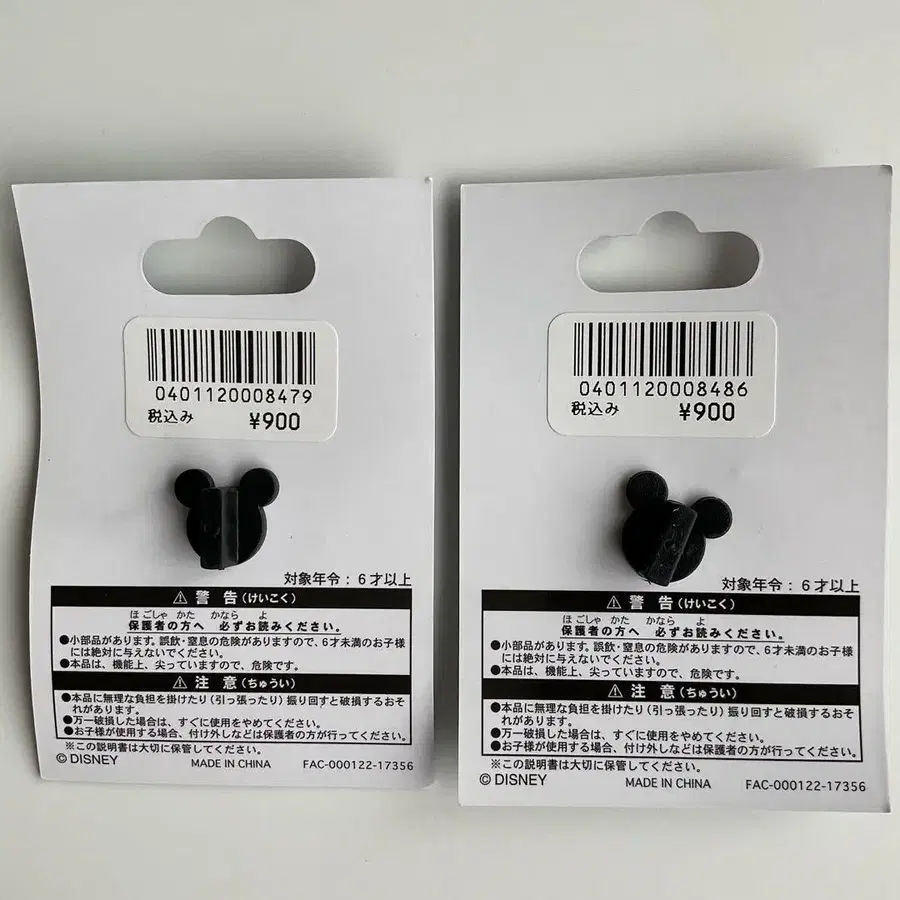 0401120008479
税込み ¥900
対象年令：6才以上
⚠ 警告（けいこく）
ほごしゃ かた かなら よ
保護者の方へ 必ずお読みください。
●小部品があります。誤飲・窒息の危険がありますので、6才未満のお子様
には絶対に与えないでください。
●本品は、機能上、尖っていますので、危険です。
⚠ 注意（ちゅうい）
●本品に無理な負担を掛けたり（引っ張ったり）振り回すと破損するおそ
れがあります。
●万一破損した場合は、すぐに使用をやめてください。
●お子様が使用する場合、付け外しなどは保護者の方が行ってください。
※この説明書は大切に保管してください。
© DISNEY MADE IN CHINA FAC-000122-17356
0401120008486
税込み ¥900
対象年令：6才以上
⚠ 警告（けいこく）
ほごしゃ かた かなら よ
保護者の方へ 必ずお読みください。
●小部品があります。誤飲・窒息の危険がありますので、6才未満のお子様
には絶対に与えないでください。
●本品は、機能上、尖っていますので、危険です。
⚠ 注意（ちゅうい）
●本品に無理な負担を掛けたり（引っ張ったり）振り回すと破損するおそ
れがあります。
●万一破損した場合は、すぐに使用をやめてください。
●お子様が使用する場合、付け外しなどは保護者の方が行ってください。
※この説明書は大切に保管してください。
© DISNEY MADE IN CHINA FAC-000122-17356